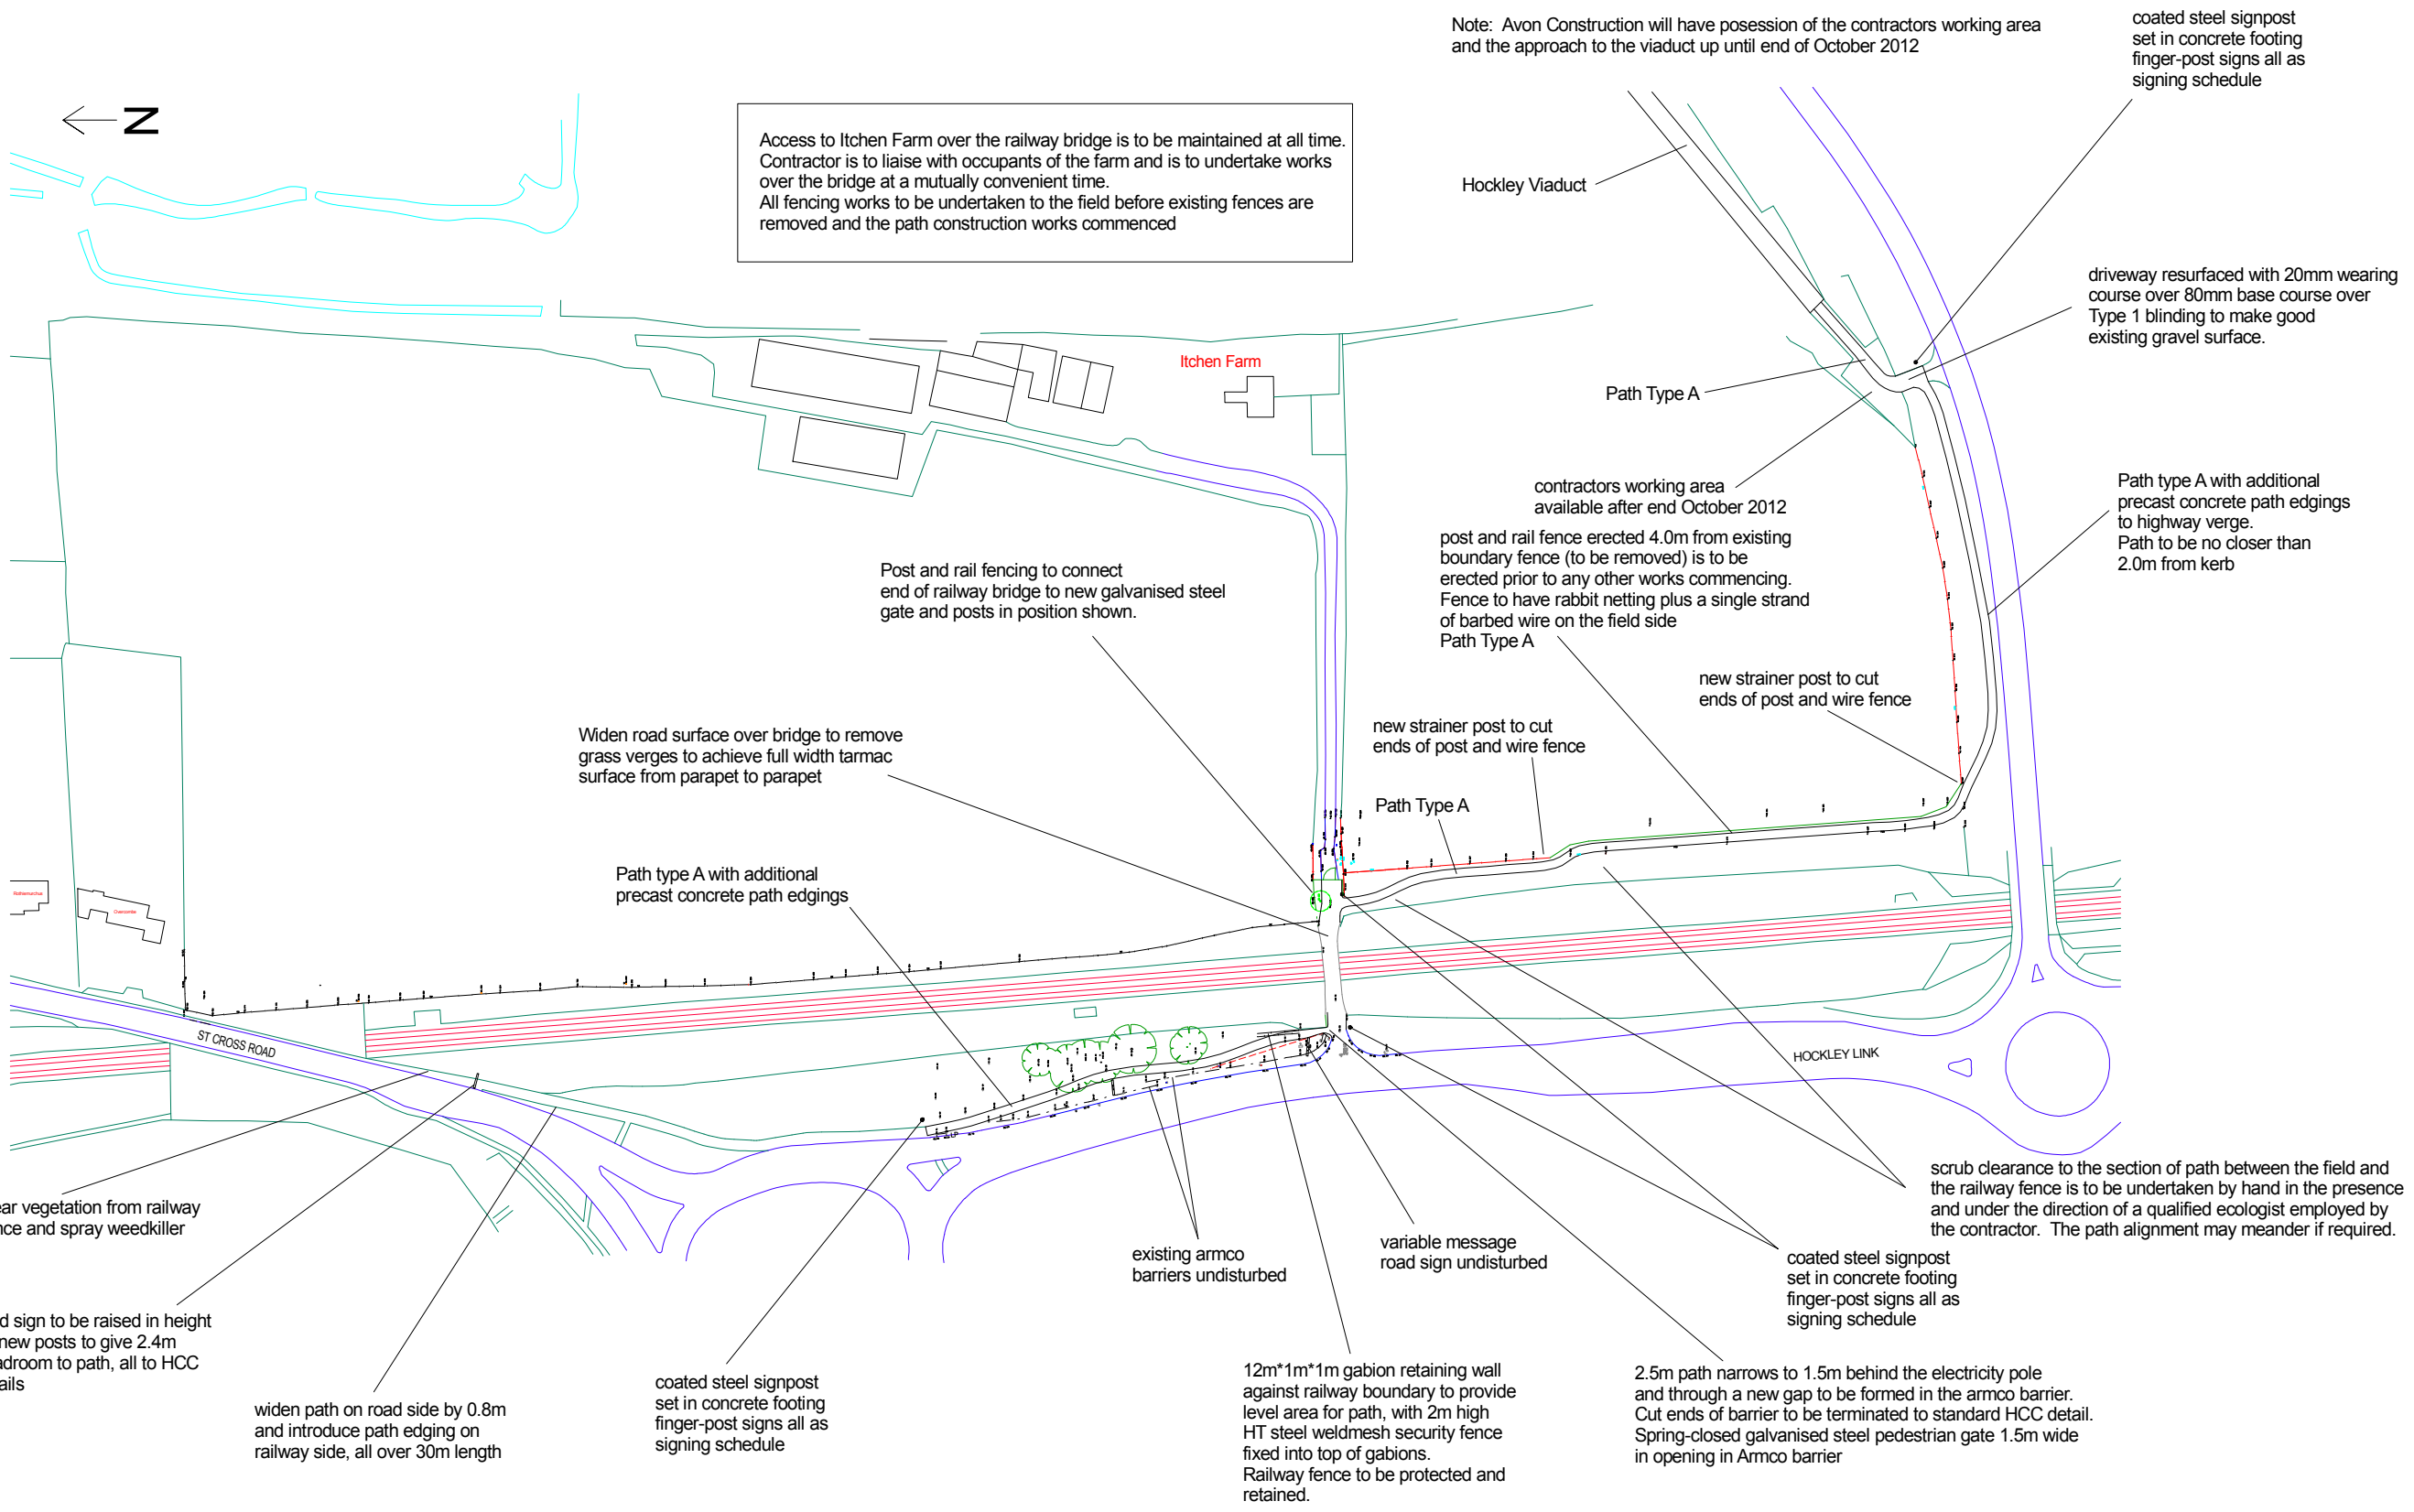 Note: Avon Construction will have posession of the contractors working area
and the approach to the viaduct up until end of October 2012
coated steel signpost
set in concrete footing
finger-post signs all as
signing schedule
N
Access to Itchen Farm over the railway bridge is to be maintained at all time.
Contractor is to liaise with occupants of the farm and is to undertake works
over the bridge at a mutually convenient time.
All fencing works to be undertaken to the field before existing fences are
removed and the path construction works commenced
Hockley Viaduct
driveway resurfaced with 20mm wearing
course over 80mm base course over
Type 1 blinding to make good
existing gravel surface.
Itchen Farm
Path Type A
contractors working area
available after end October 2012
Path type A with additional
precast concrete path edgings
to highway verge.
Path to be no closer than
2.0m from kerb
post and rail fence erected 4.0m from existing
boundary fence (to be removed) is to be
erected prior to any other works commencing.
Fence to have rabbit netting plus a single strand
of barbed wire on the field side
Path Type A
Post and rail fencing to connect
end of railway bridge to new galvanised steel
gate and posts in position shown.
new strainer post to cut
ends of post and wire fence
new strainer post to cut
ends of post and wire fence
Widen road surface over bridge to remove
grass verges to achieve full width tarmac
surface from parapet to parapet
Path Type A
Path type A with additional
precast concrete path edgings
ST CROSS ROAD
HOCKLEY LINK
ar vegetation from railway
nce and spray weedkiller
existing armco
barriers undisturbed
variable message
road sign undisturbed
scrub clearance to the section of path between the field and
the railway fence is to be undertaken by hand in the presence
and under the direction of a qualified ecologist employed by
the contractor. The path alignment may meander if required.
coated steel signpost
set in concrete footing
finger-post signs all as
signing schedule
d sign to be raised in height
new posts to give 2.4m
adroom to path, all to HCC
ails
widen path on road side by 0.8m
and introduce path edging on
railway side, all over 30m length
coated steel signpost
set in concrete footing
finger-post signs all as
signing schedule
12m*1m*1m gabion retaining wall
against railway boundary to provide
level area for path, with 2m high
HT steel weldmesh security fence
fixed into top of gabions.
Railway fence to be protected and
retained.
2.5m path narrows to 1.5m behind the electricity pole
and through a new gap to be formed in the armco barrier.
Cut ends of barrier to be terminated to standard HCC detail.
Spring-closed galvanised steel pedestrian gate 1.5m wide
in opening in Armco barrier